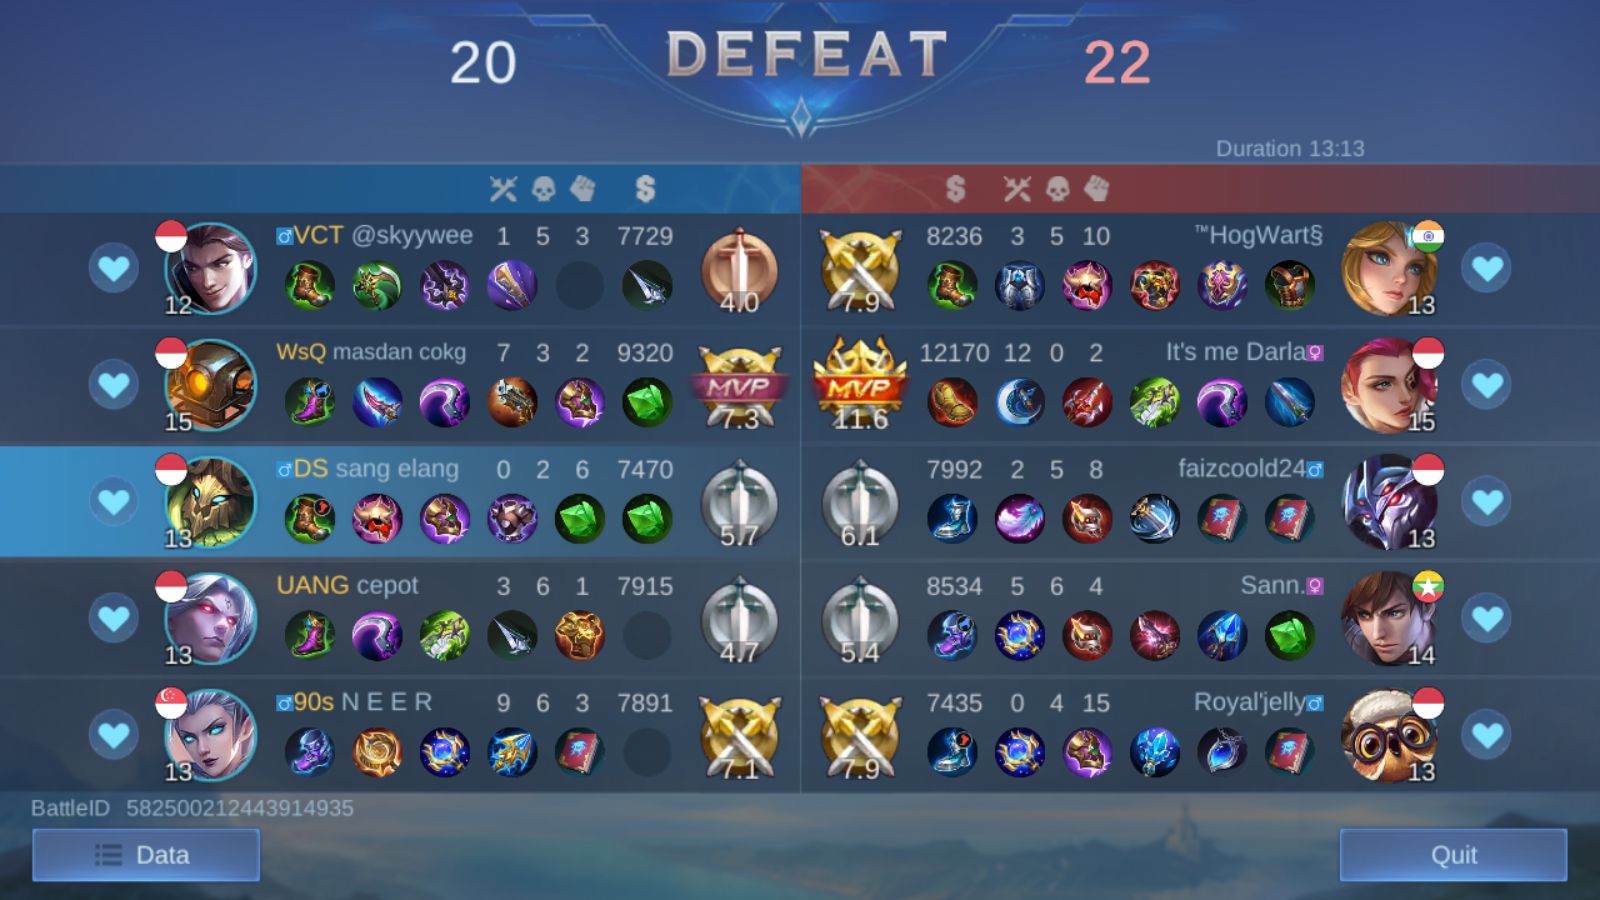 20 DEFEAT 22
Duration 13:13
VCT @skyywee 1 5 3 7729
12
4.0
8236 3 5 10 ™HogWart§
7.9
13
WsQ masdan cokg 7 3 2 9320
15
MVP
7.3
12170 12 0 2 It's me Darla
MVP
11.6
15
DS sang elang 0 2 6 7470
13
5.7
7992 2 5 8 faizcoold24
6.1
13
UANG cepot 3 6 1 7915
13
4.7
8534 5 6 4 Sann.
5.4
14
90s N E E R 9 6 3 7891
13
7.1
7435 0 4 15 Royal'jelly
7.9
13
BattleID 582500212443914935
Data
Quit